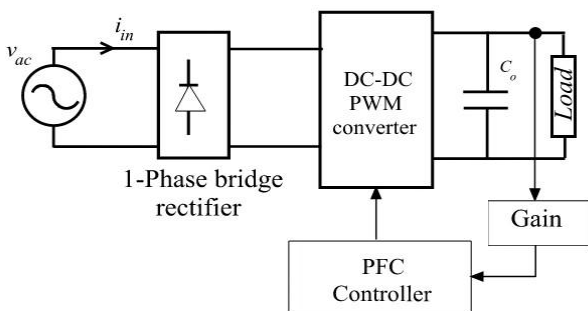 i_in
v_ac
DC-DC
PWM
converter
C_o
Load
1-Phase bridge
rectifier
Gain
PFC
Controller